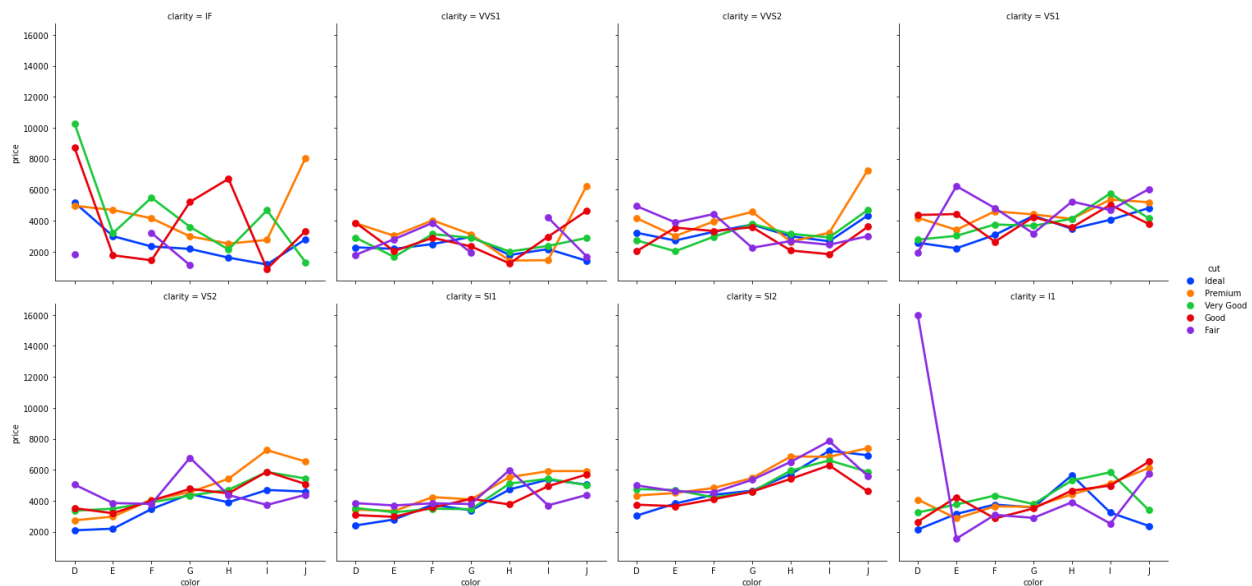 clarity = IF
clarity = VVS1
clarity = VVS2
clarity = VS1
16000
14000
12000
10000
8000
6000
4000
2000
price
clarity = VS2
clarity = SI1
clarity = SI2
clarity = I1
16000
14000
12000
10000
8000
6000
4000
2000
price
D E F G H I J
color
D E F G H I J
color
D E F G H I J
color
D E F G H I J
color
cut
Ideal
Premium
Very Good
Good
Fair